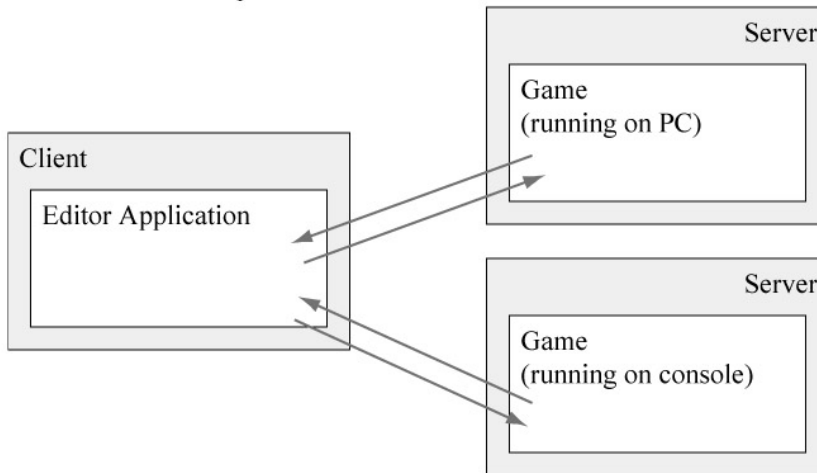 Client
Editor Application
Server
Game
(running on PC)
Server
Game
(running on console)